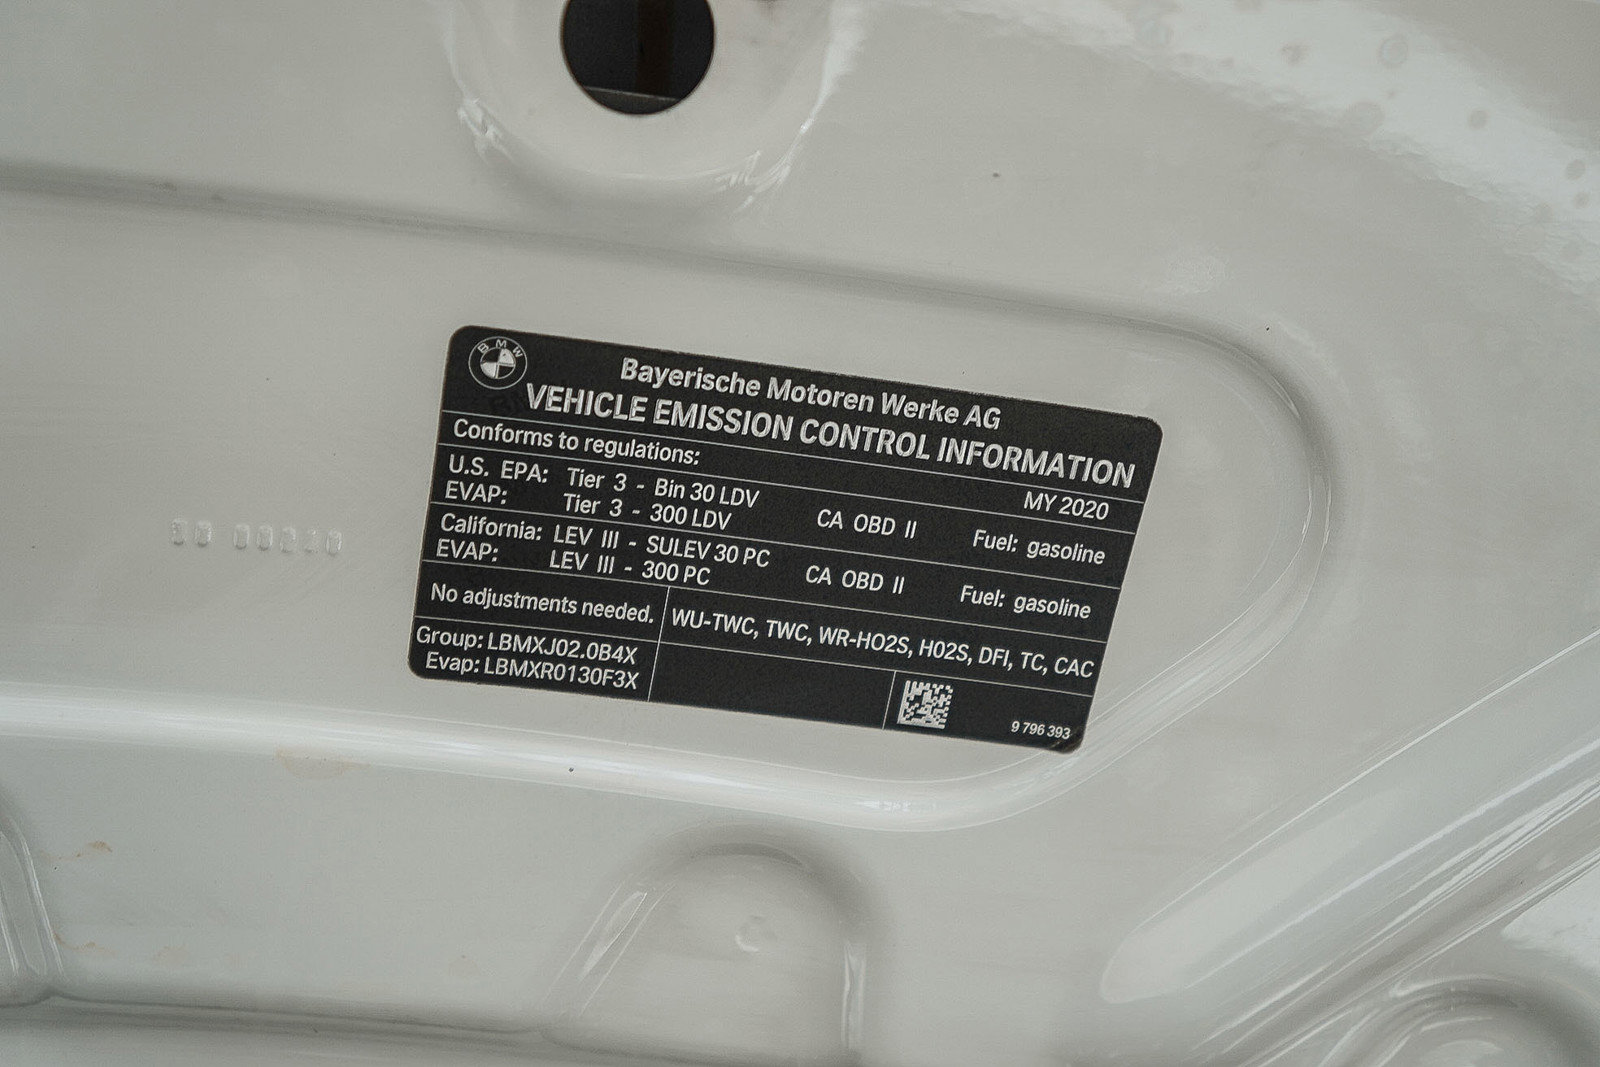 BMW
Bayerische Motoren Werke AG
VEHICLE EMISSION CONTROL INFORMATION
Conforms to regulations:
MY 2020
U.S. EPA: Tier 3 - Bin 30 LDV
EVAP: Tier 3 - 300 LDV
CA OBD II
Fuel: gasoline
California: LEV III - SULEV 30 PC
EVAP: LEV III - 300 PC
CA OBD II
Fuel: gasoline
No adjustments needed.
WU-TWC, TWC, WR-HO2S, H02S, DFI, TC, CAC
Group: LBMXJ02.0B4X
Evap: LBMXR0130F3X
9 796 393